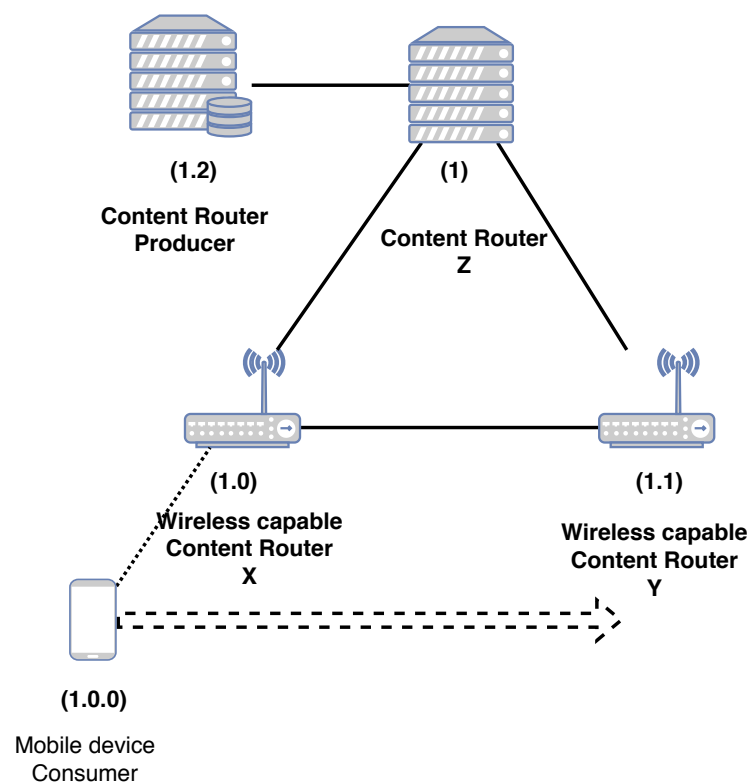 (1.2)
Content Router
Producer
(1)
Content Router
Z
(1.0)
Wireless capable
Content Router
X
(1.1)
Wireless capable
Content Router
Y
(1.0.0)
Mobile device
Consumer